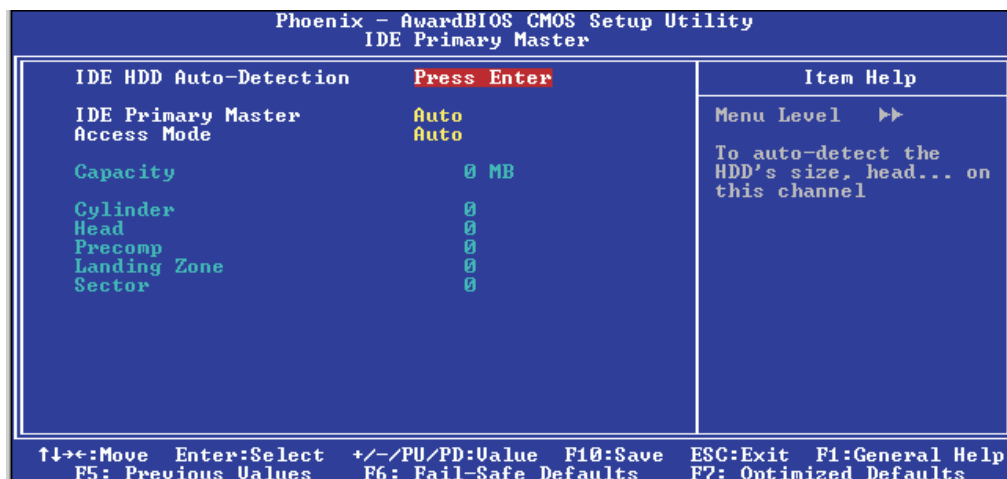 Phoenix - AwardBIOS CMOS Setup Utility
IDE Primary Master
IDE HDD Auto-Detection Press Enter
IDE Primary Master Auto
Access Mode Auto
Capacity 0 MB
Cylinder 0
Head 0
Precomp 0
Landing Zone 0
Sector 0
Item Help
Menu Level ▶▶
To auto-detect the
HDD's size, head... on
this channel
↑↓→←:Move Enter:Select +/-/PU/PD:Value F10:Save ESC:Exit F1:General Help
F5: Previous Values F6: Fail-Safe Defaults F7: Optimized Defaults